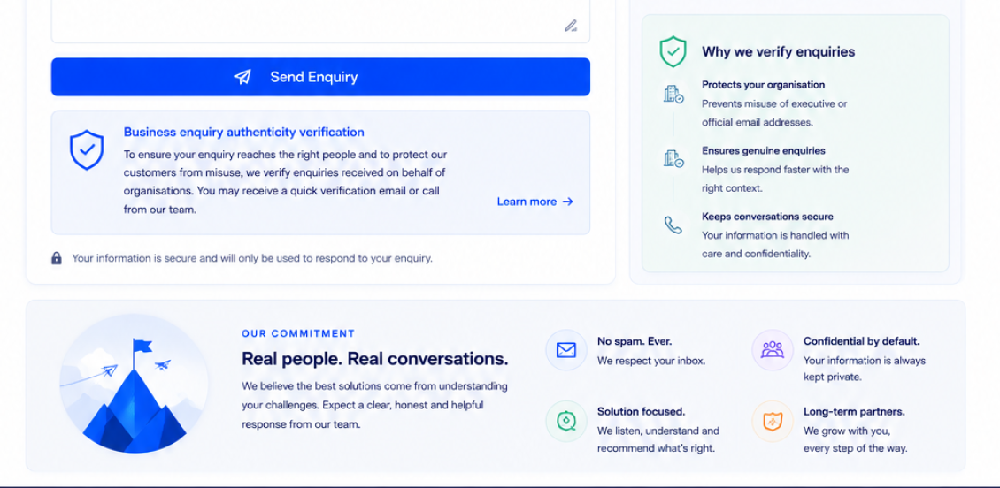 Send Enquiry
Business enquiry authenticity verification
To ensure your enquiry reaches the right people and to protect our
customers from misuse, we verify enquiries received on behalf of
organisations. You may receive a quick verification email or call
from our team.
Learn more →
Your information is secure and will only be used to respond to your enquiry.
Why we verify enquiries
Protects your organisation
Prevents misuse of executive or
official email addresses.
Ensures genuine enquiries
Helps us respond faster with the
right context.
Keeps conversations secure
Your information is handled with
care and confidentiality.
OUR COMMITMENT
Real people. Real conversations.
We believe the best solutions come from understanding
your challenges. Expect a clear, honest and helpful
response from our team.
No spam. Ever.
We respect your inbox.
Confidential by default.
Your information is always
kept private.
Solution focused.
We listen, understand and
recommend what's right.
Long-term partners.
We grow with you,
every step of the way.